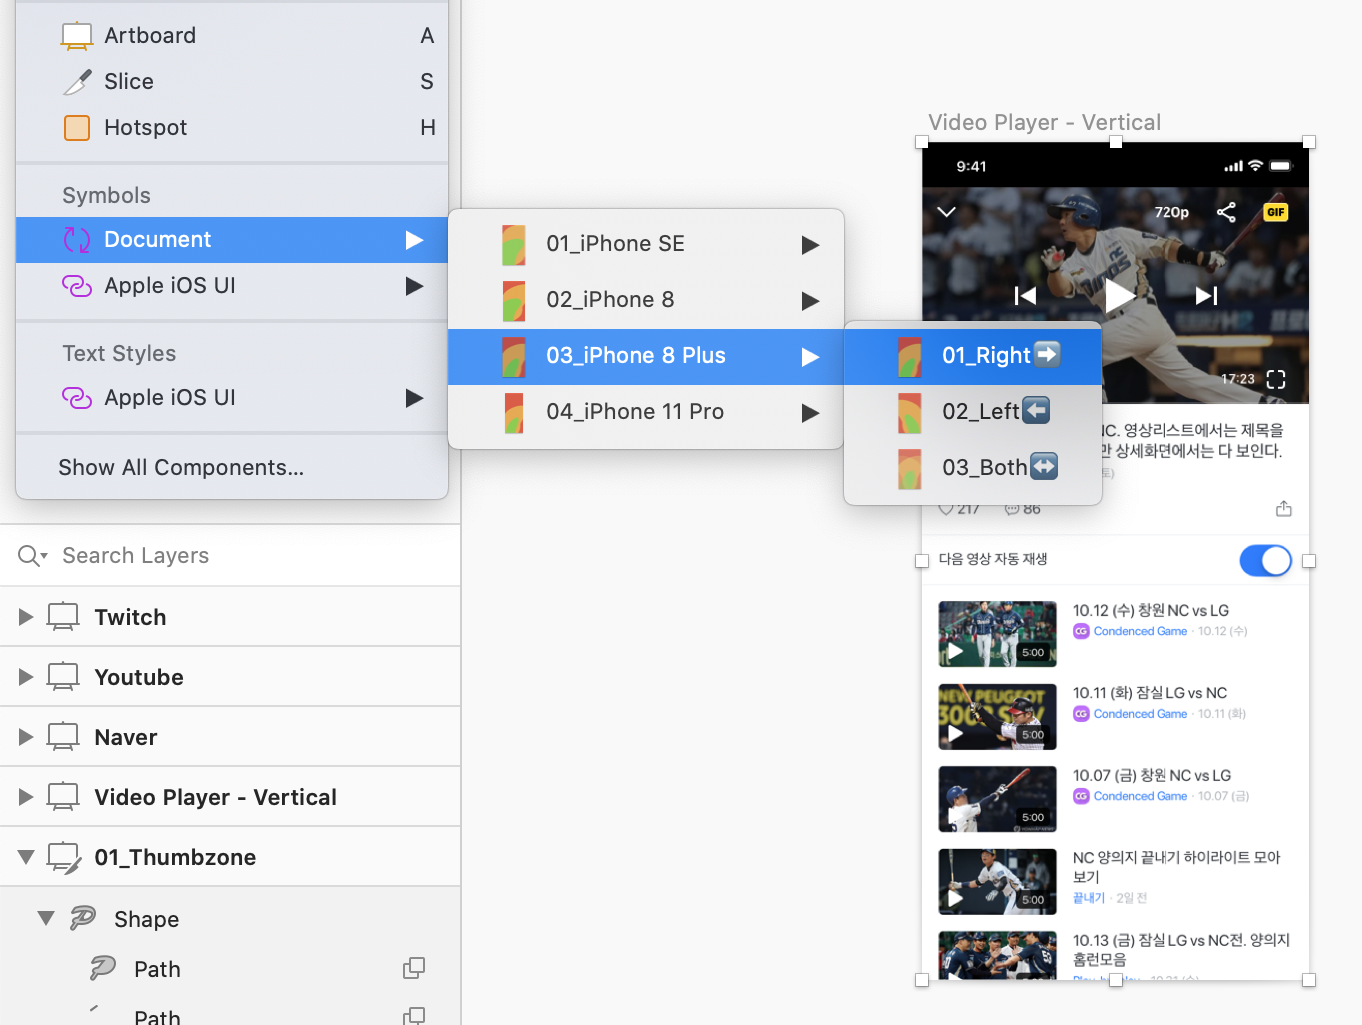 Artboard A
Slice S
Hotspot H
Symbols
Document
Apple iOS UI
Text Styles
Apple iOS UI
Show All Components...
01_iPhone SE
02_iPhone 8
03_iPhone 8 Plus
04_iPhone 11 Pro
01_Right➡️
02_Left⬅️
03_Both↔️
Search Layers
Twitch
Youtube
Naver
Video Player - Vertical
01_Thumbzone
Shape
Path
Path
Video Player - Vertical
9:41
720p GIF
17:23
NC. 영상리스트에서는 제목을
만 상세화면에서는 다 보인다.
토)
217 86
다음 영상 자동 재생
10.12 (수) 창원 NC vs LG
CG Condenced Game · 10.12 (수)
5:00
10.11 (화) 잠실 LG vs NC
CG Condenced Game · 10.11 (화)
NEW PEUGEOT
5:00
10.07 (금) 창원 NC vs LG
CG Condenced Game · 10.07 (금)
5:00
NC 양의지 끝내기 하이라이트 모아
보기
끝내기 · 2일 전
5:00
10.13 (금) 잠실 LG vs NC전. 양의지
홈런모음